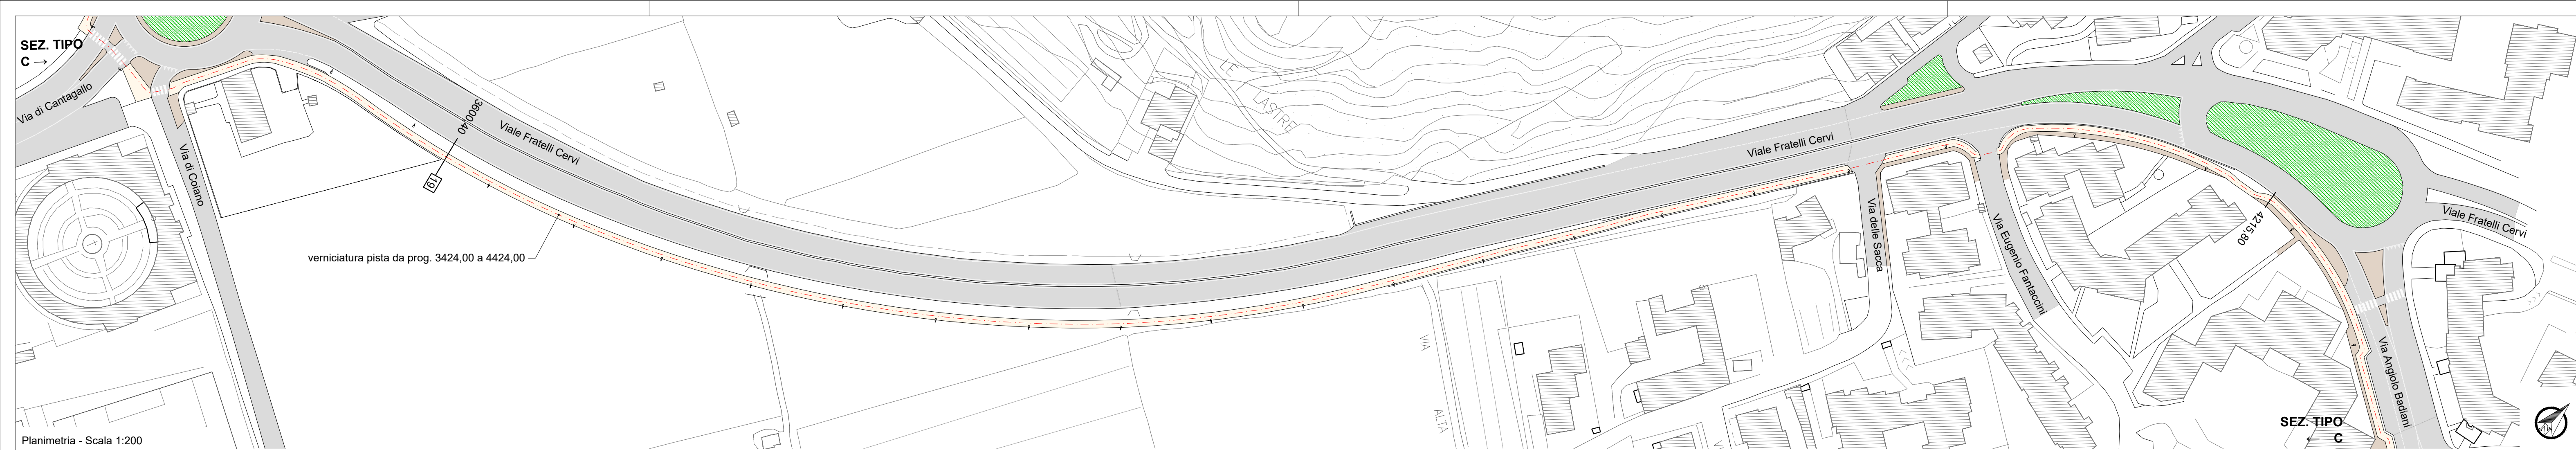 SEZ. TIPO
C →
Via di Cantagallo
Via di Coiano
3600,40
19
Viale Fratelli Cervi
verniciatura pista da prog. 3424,00 a 4424,00
LE
LASTRE
Viale Fratelli Cervi
Via delle Sacca
Via Eugenio Fantaccini
4215,80
Viale Fratelli Cervi
VIA
ALTA
Via Angiolo Badiani
SEZ. TIPO
← C
Planimetria - Scala 1:200